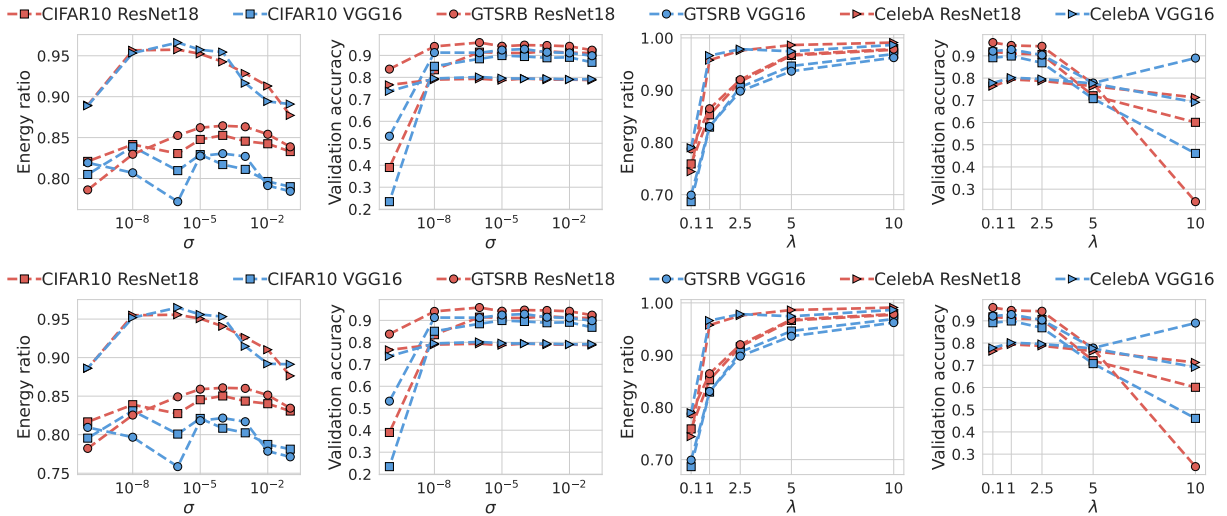 CIFAR10 ResNet18 CIFAR10 VGG16 GTSRB ResNet18 GTSRB VGG16 CelebA ResNet18 CelebA VGG16
Energy ratio
0.95
0.90
0.85
0.80
10⁻⁸ 10⁻⁵ 10⁻²
σ
Validation accuracy
0.9
0.8
0.7
0.6
0.5
0.4
0.3
0.2
10⁻⁸ 10⁻⁵ 10⁻²
σ
Energy ratio
1.00
0.90
0.80
0.70
0.1 1 2.5 5 10
λ
Validation accuracy
0.9
0.8
0.7
0.6
0.5
0.4
0.3
0.1 1 2.5 5 10
λ
CIFAR10 ResNet18 CIFAR10 VGG16 GTSRB ResNet18 GTSRB VGG16 CelebA ResNet18 CelebA VGG16
Energy ratio
0.95
0.90
0.85
0.80
0.75
10⁻⁸ 10⁻⁵ 10⁻²
σ
Validation accuracy
0.9
0.8
0.7
0.6
0.5
0.4
0.3
0.2
10⁻⁸ 10⁻⁵ 10⁻²
σ
Energy ratio
1.00
0.90
0.80
0.70
0.1 1 2.5 5 10
λ
Validation accuracy
0.9
0.8
0.7
0.6
0.5
0.4
0.3
0.1 1 2.5 5 10
λ